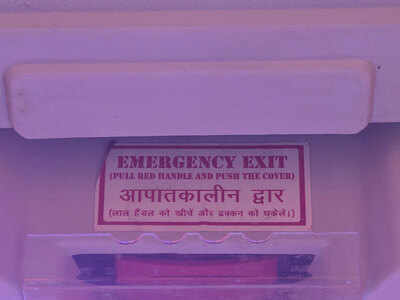 EMERGENCY EXIT
(PULL RED HANDLE AND PUSH THE COVER)
आपातकालीन द्वार
(लाल हैंडल को खीचें और ढक्कन को धकेलें।)